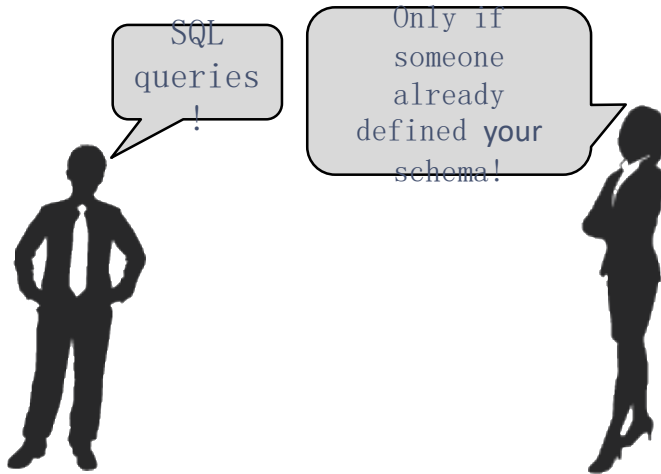 SQL
queries
!
Only if
someone
already
defined your
schema!